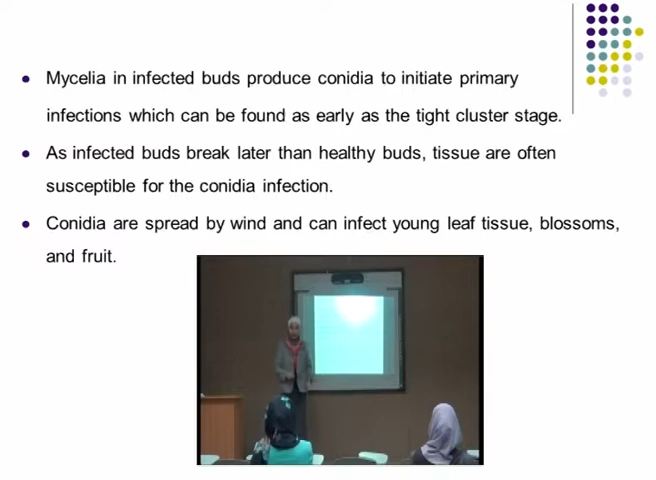 Mycelia in infected buds produce conidia to initiate primary
infections which can be found as early as the tight cluster stage.
As infected buds break later than healthy buds, tissue are often
susceptible for the conidia infection.
Conidia are spread by wind and can infect young leaf tissue, blossoms,
and fruit.